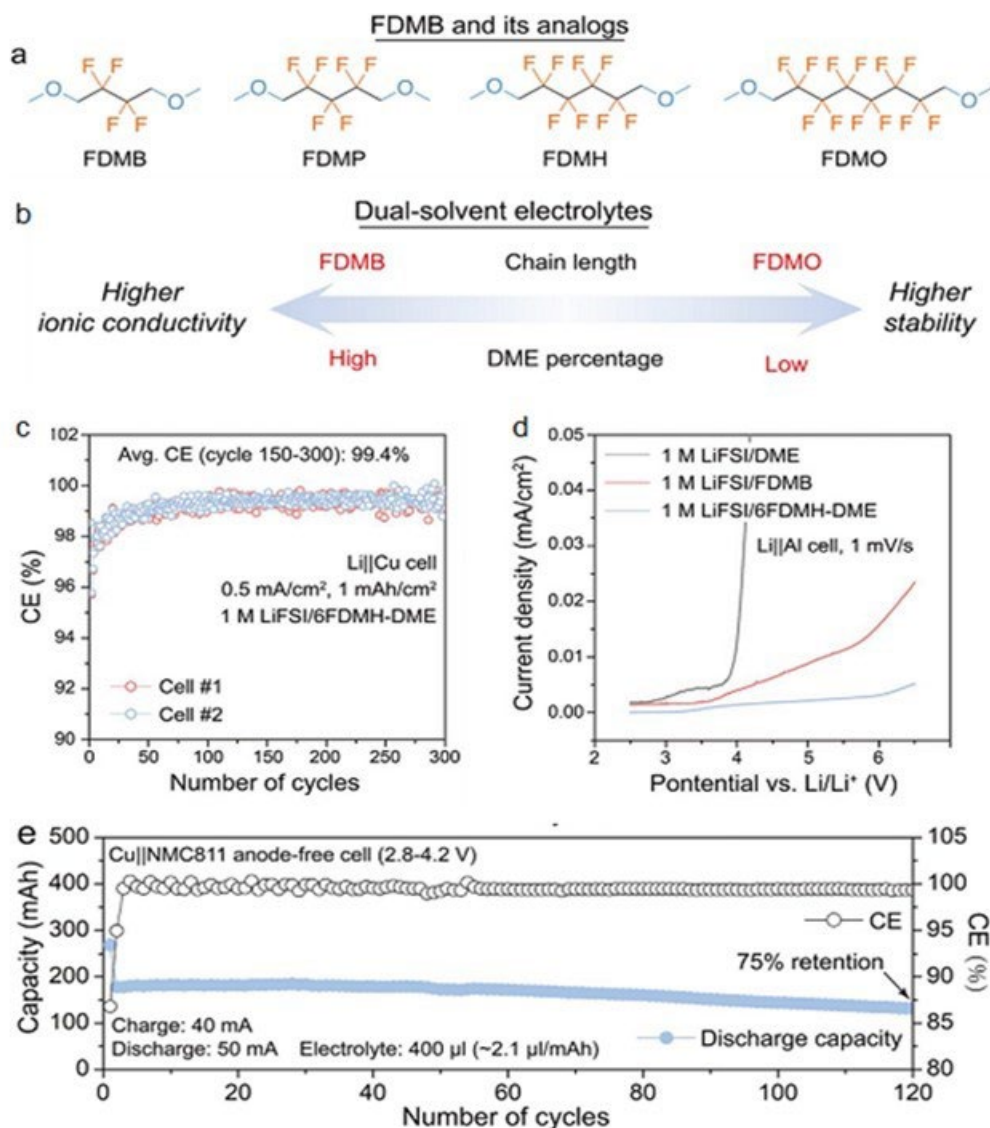 FDMB and its analogs
a
F F
O
O
F F
FDMB
F F F F
O
O
F F
FDMP
F F F F
O
O
F F F F
FDMH
F F F F F F
O
O
F F F F F F
FDMO
b
Dual-solvent electrolytes
FDMB
Chain length
FDMO
Higher
ionic conductivity
Higher
stability
High
DME percentage
Low
c
102
100
98
96
94
92
90
CE (%)
Avg. CE (cycle 150-300): 99.4%
Li||Cu cell
0.5 mA/cm², 1 mAh/cm²
1 M LiFSI/6FDMH-DME
Cell #1
Cell #2
0 50 100 150 200 250 300
Number of cycles
d
0.05
0.04
0.03
0.02
0.01
0.00
Current density (mA/cm²)
1 M LiFSI/DME
1 M LiFSI/FDMB
1 M LiFSI/6FDMH-DME
Li||Al cell, 1 mV/s
2 3 4 5 6
Pontential vs. Li/Li⁺ (V)
e
500
400
300
200
100
0
Capacity (mAh)
Cu||NMC811 anode-free cell (2.8-4.2 V)
CE
75% retention
Charge: 40 mA
Discharge: 50 mA Electrolyte: 400 µl (~2.1 µl/mAh)
Discharge capacity
105
100
95
90
85
80
CE (%)
0 20 40 60 80 100 120
Number of cycles